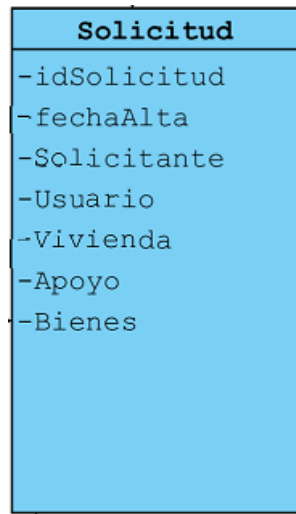 Solicitud
-idSolicitud
-fechaAlta
-Solicitante
-Usuario
-Vivienda
-Apoyo
-Bienes